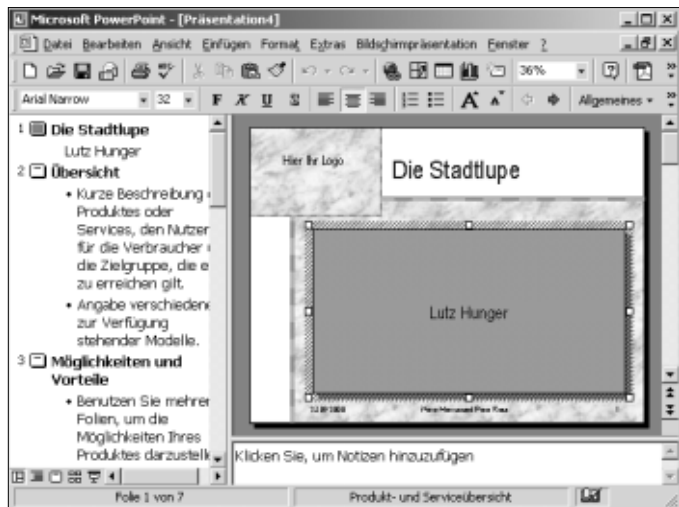 Microsoft PowerPoint - [Präsentation4]
Datei Bearbeiten Ansicht Einfügen Format Extras Bildschirmpräsentation Fenster ?
36%
Arial Narrow 32 F K U S Allgemeines
1 Die Stadtlupe
Lutz Hunger
2 Übersicht
• Kurze Beschreibung
Produktes oder
Services, den Nutzen
für die Verbraucher
die Zielgruppe, die
zu erreichen gilt.
• Angabe verschiedene
zur Verfügung
stehender Modelle.
3 Möglichkeiten und
Vorteile
• Benutzen Sie mehrer
Folien, um die
Möglichkeiten Ihres
Produktes darzustell
Hier Ihr Logo
Die Stadtlupe
Lutz Hunger
Klicken Sie, um Notizen hinzuzufügen
Folie 1 von 7
Produkt- und Serviceübersicht